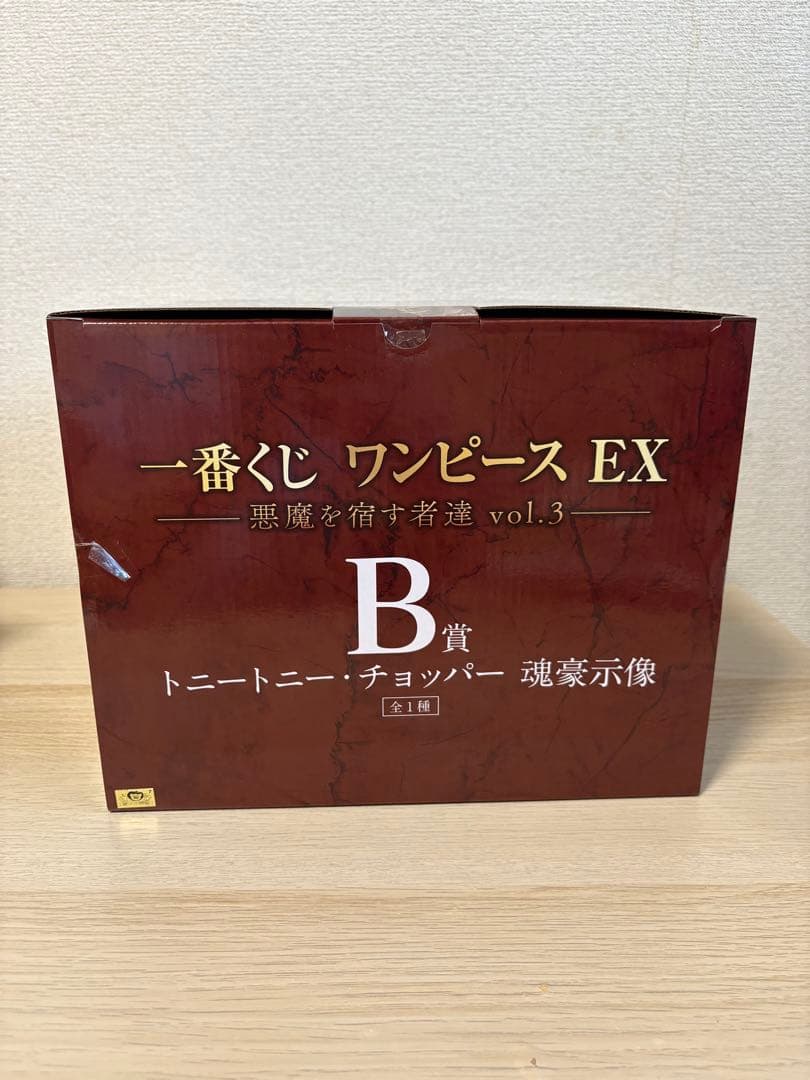 一番くじ ワンピース EX
悪魔を宿す者達 vol.3
B賞
トニートニー・チョッパー 魂豪示像
全1種